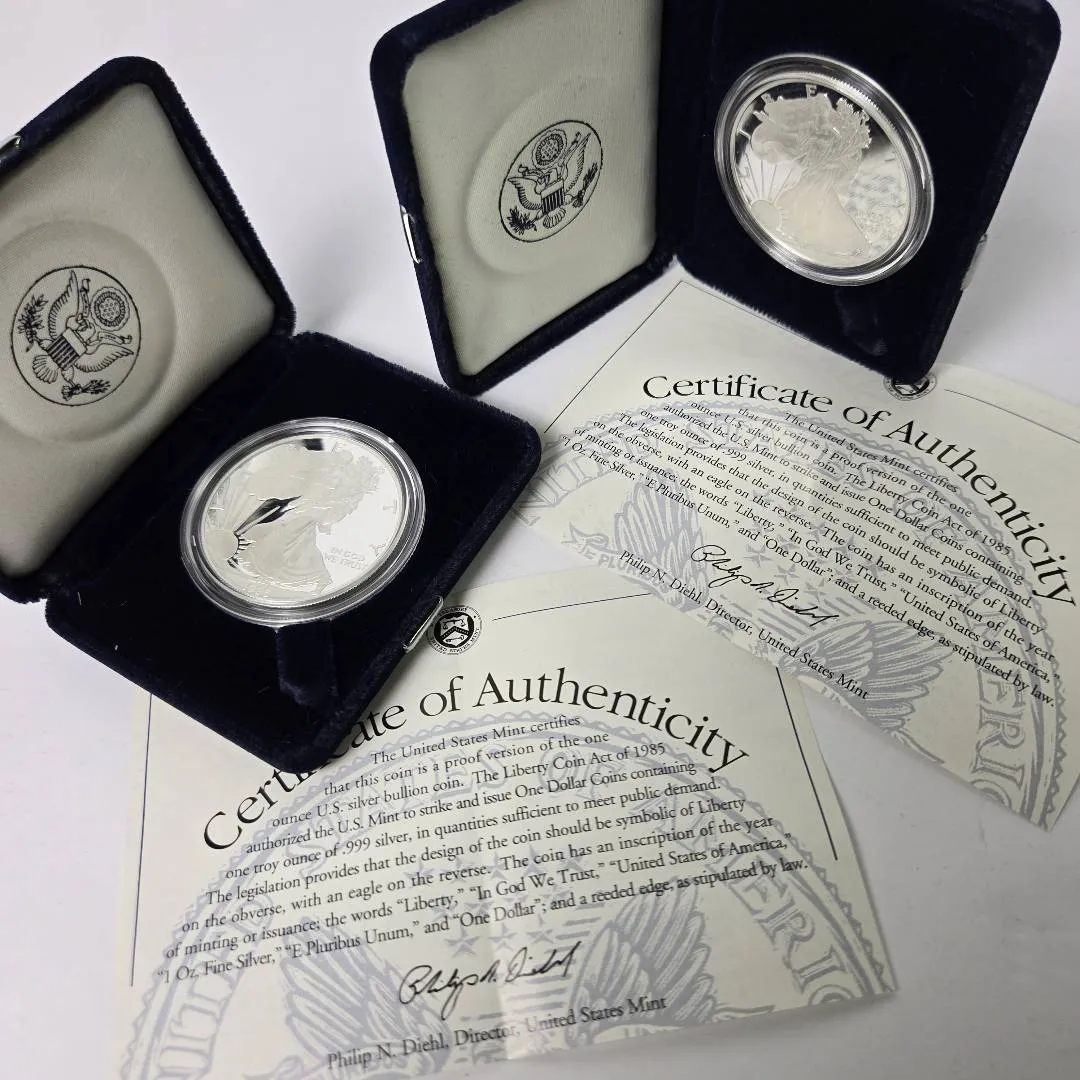 LIBE
IN GOD
WE TRUST
Certificate of Authenticity
The United States Mint certifies
that this coin is a proof version of the one
ounce U.S. silver bullion coin. The Liberty Coin Act of 1985
authorized the U.S. Mint to strike and issue One Dollar Coins containing
one troy ounce of .999 silver, in quantities sufficient to meet public demand.
The legislation provides that the design of the coin should be symbolic of Liberty
on the obverse, with an eagle on the reverse. The coin has an inscription of the year
of minting or issuance; the words “Liberty,” “In God We Trust,” “United States of America,”
“1 Oz. Fine Silver,” “E Pluribus Unum,” and “One Dollar”; and a reeded edge, as stipulated by law.
Philip N. Diehl
Philip N. Diehl, Director, United States Mint
Certificate of Authenticity
The United States Mint certifies
that this coin is a proof version of the one
ounce U.S. silver bullion coin. The Liberty Coin Act of 1985
authorized the U.S. Mint to strike and issue One Dollar Coins containing
one troy ounce of .999 silver, in quantities sufficient to meet public demand.
The legislation provides that the design of the coin should be symbolic of Liberty
on the obverse, with an eagle on the reverse. The coin has an inscription of the year
of minting or issuance; the words “Liberty,” “In God We Trust,” “United States of America,”
“1 Oz. Fine Silver,” “E Pluribus Unum,” and “One Dollar”; and a reeded edge, as stipulated by law.
Philip N. Diehl
Philip N. Diehl, Director, United States Mint